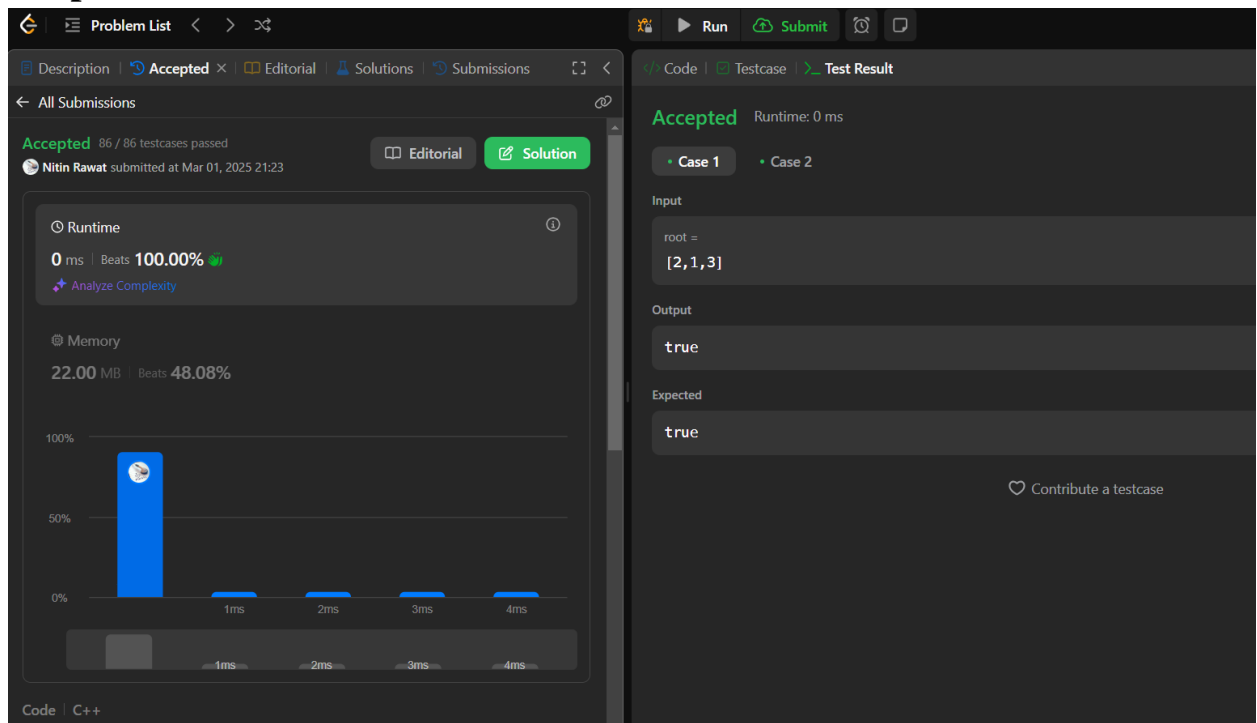 Problem List
Run
Submit
Description
Accepted
Editorial
Solutions
Submissions
All Submissions
Accepted 86 / 86 testcases passed
Nitin Rawat submitted at Mar 01, 2025 21:23
Editorial
Solution
Runtime
0 ms | Beats 100.00%
Analyze Complexity
Memory
22.00 MB | Beats 48.08%
100%
50%
0%
1ms 2ms 3ms 4ms
1ms 2ms 3ms 4ms
Code | C++
</> Code | Testcase | >_ Test Result
Accepted Runtime: 0 ms
• Case 1 • Case 2
Input
root =
[2,1,3]
Output
true
Expected
true
Contribute a testcase